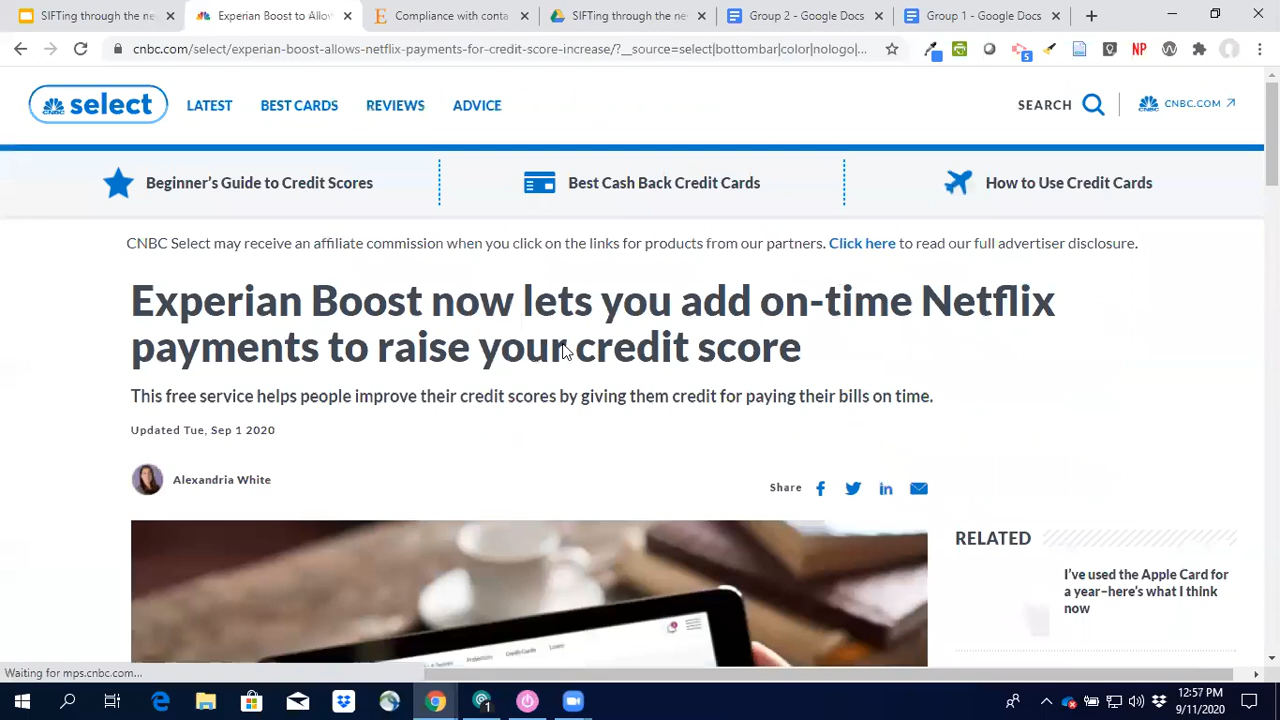 SIFTing through the ne
Experian Boost to Allow
Compliance with conta
SIFTing through the ne
Group 2 - Google Docs
Group 1 - Google Docs
cnbc.com/select/experian-boost-allows-netflix-payments-for-credit-score-increase/?__source=select|bottombar|color|nologo|...
5
NP
CNBC select
LATEST
BEST CARDS
REVIEWS
ADVICE
SEARCH
CNBC.COM
Beginner's Guide to Credit Scores
Best Cash Back Credit Cards
How to Use Credit Cards
CNBC Select may receive an affiliate commission when you click on the links for products from our partners. Click here to read our full advertiser disclosure.
Experian Boost now lets you add on-time Netflix
payments to raise your credit score
This free service helps people improve their credit scores by giving them credit for paying their bills on time.
Updated Tue, Sep 1 2020
Alexandria White
Share
RELATED
I've used the Apple Card for
a year–here's what I think
now
Credit Cards
Loans
Waiting for mps.cnbc.com...
1
12:57 PM
9/11/2020